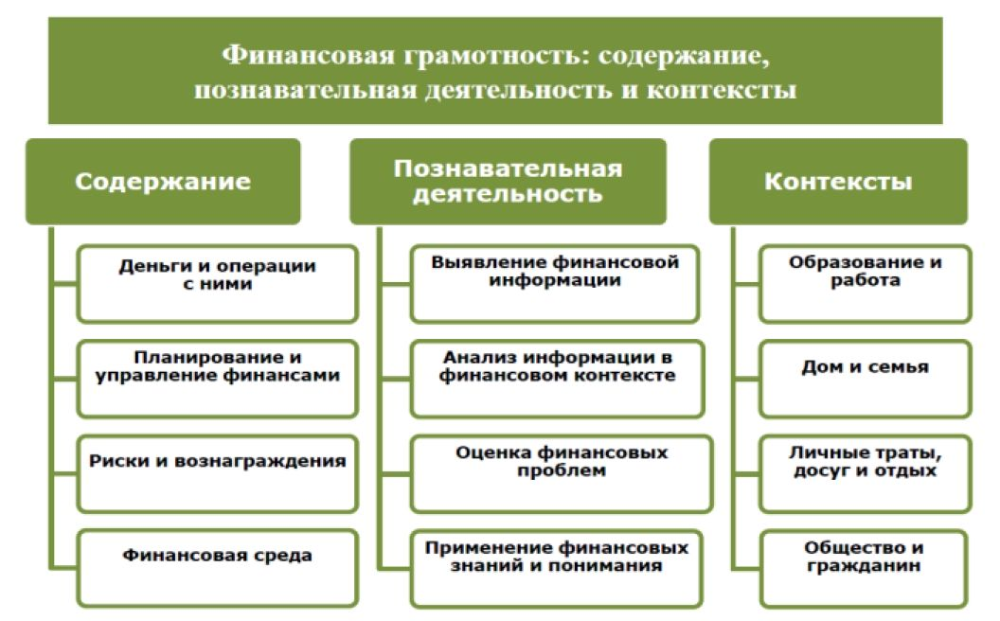 Финансовая грамотность: содержание,
познавательная деятельность и контексты
Содержание
Деньги и операции
с ними
Планирование и
управление финансами
Риски и вознаграждения
Финансовая среда
Познавательная
деятельность
Выявление финансовой
информации
Анализ информации в
финансовом контексте
Оценка финансовых
проблем
Применение финансовых
знаний и понимания
Контексты
Образование и
работа
Дом и семья
Личные траты,
досуг и отдых
Общество и
гражданин